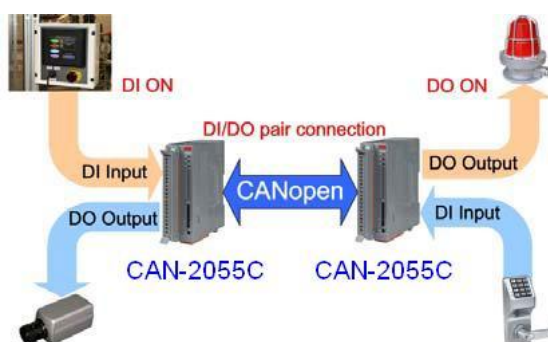 DI ON
DO ON
DI/DO pair connection
DI Input
DO Output
CANopen
DO Output
DI Input
CAN-2055C
CAN-2055C